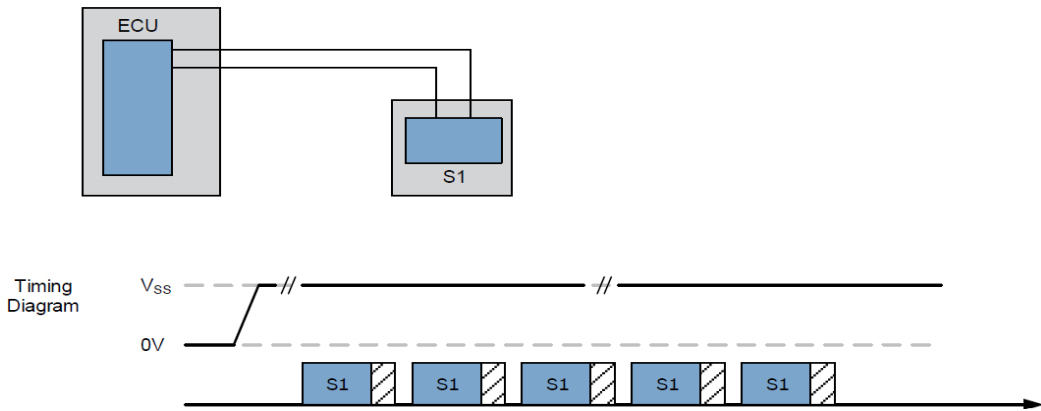 ECU
S1
Timing
Diagram
VSS
0V
S1 S1 S1 S1 S1